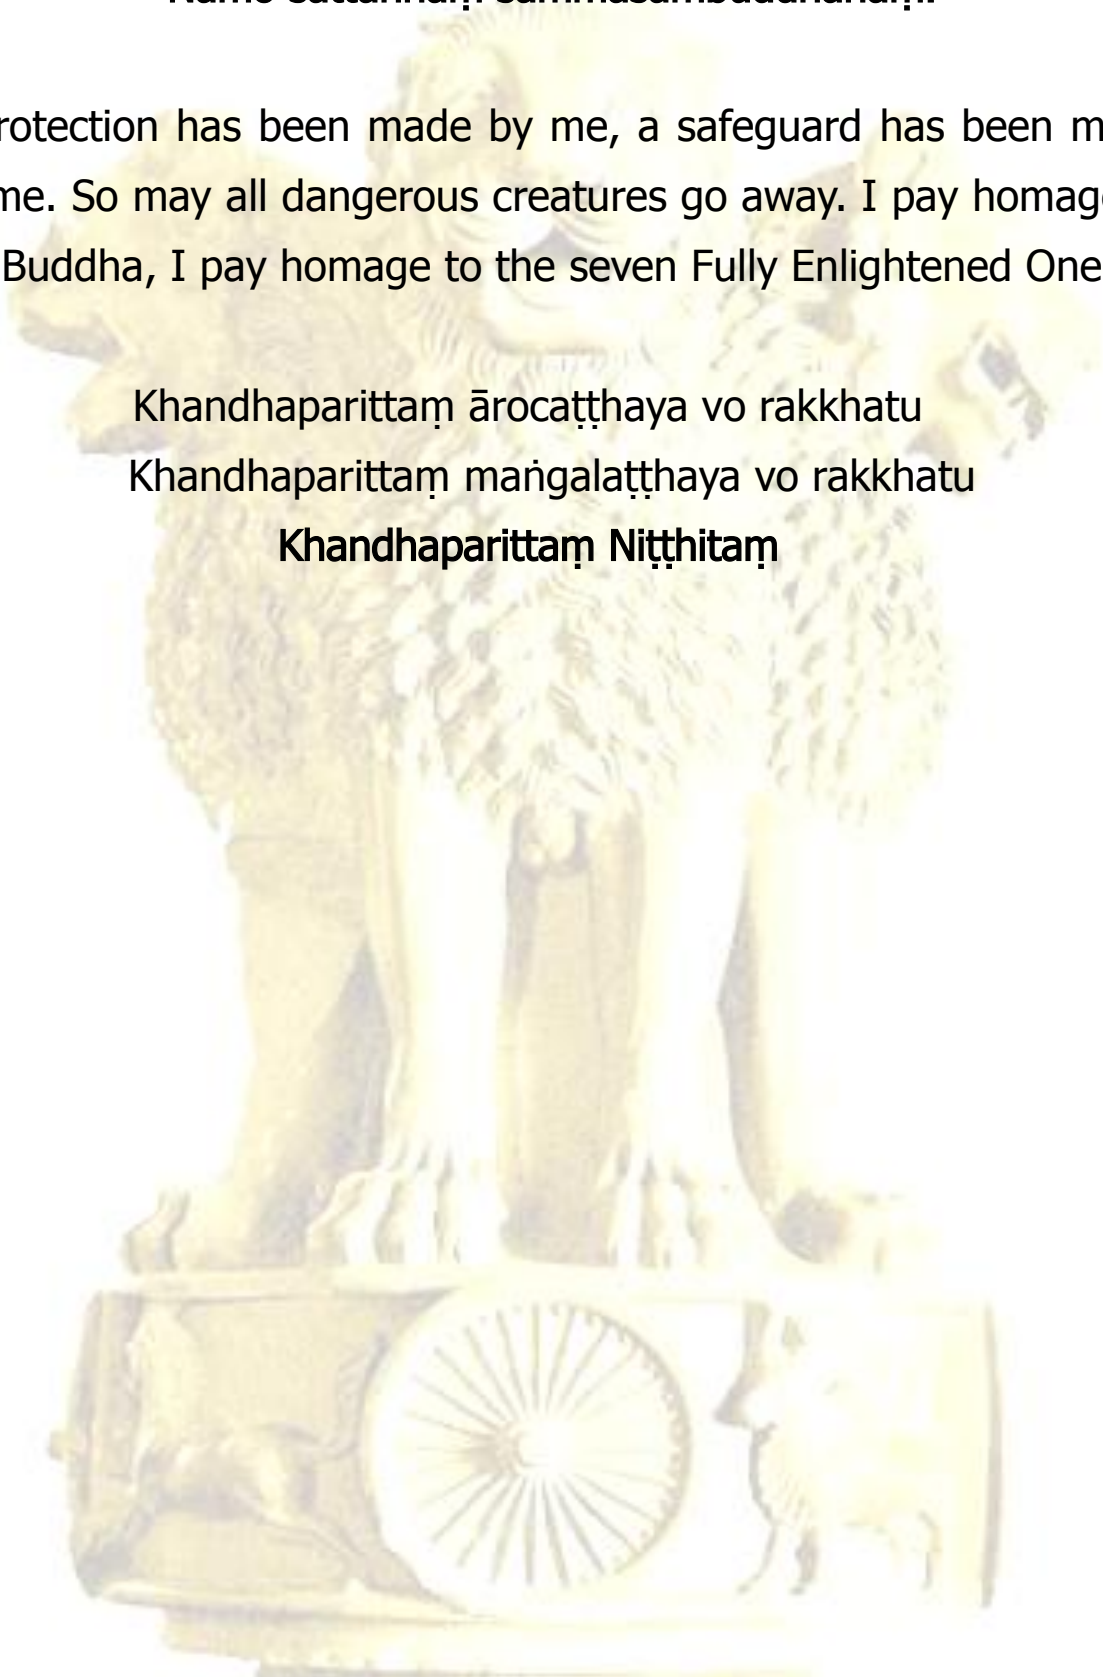 rotection has been made by me, a safeguard has been m
me. So may all dangerous creatures go away. I pay homage
Buddha, I pay homage to the seven Fully Enlightened One
Khandhaparittaṃ ārocaṭṭhaya vo rakkhatu
Khandhaparittaṃ maṅgalaṭṭhaya vo rakkhatu
Khandhaparittaṃ Niṭṭhitaṃ